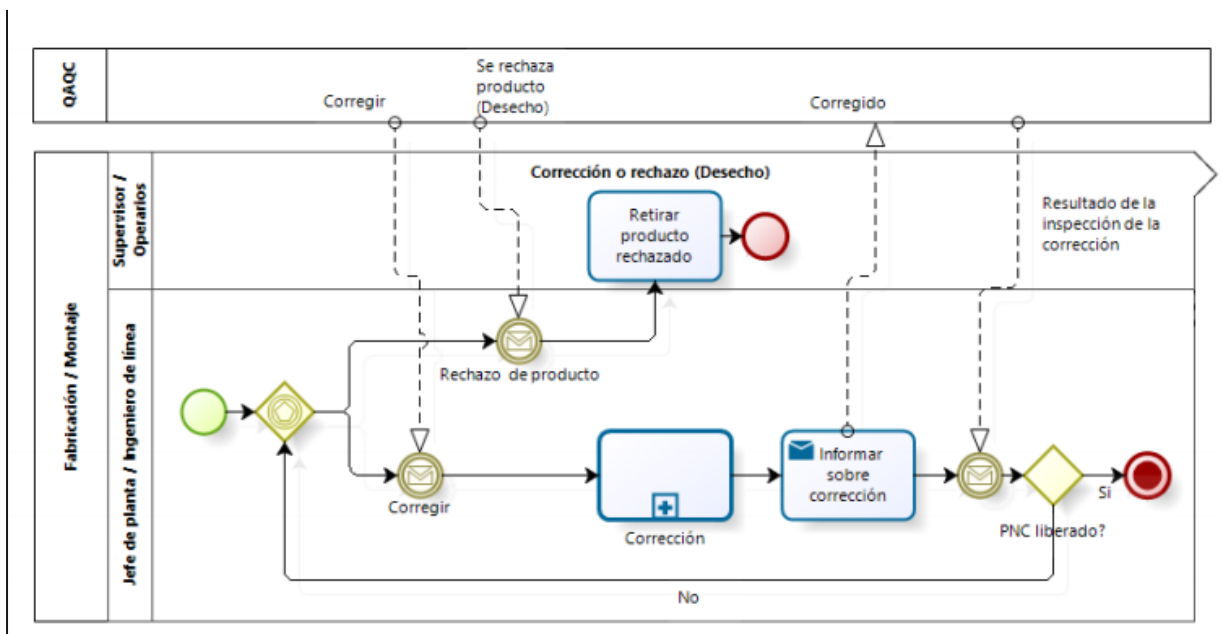 QAQC
Corregir
Se rechaza
producto
(Desecho)
Corregido
Fabricación / Montaje
Supervisor /
Operarios
Corrección o rechazo (Desecho)
Retirar
producto
rechazado
Resultado de la
inspección de la
corrección
Jefe de planta / Ingeniero de línea
Rechazo de producto
Corregir
Corrección
Informar
sobre
corrección
PNC liberado?
Si
No